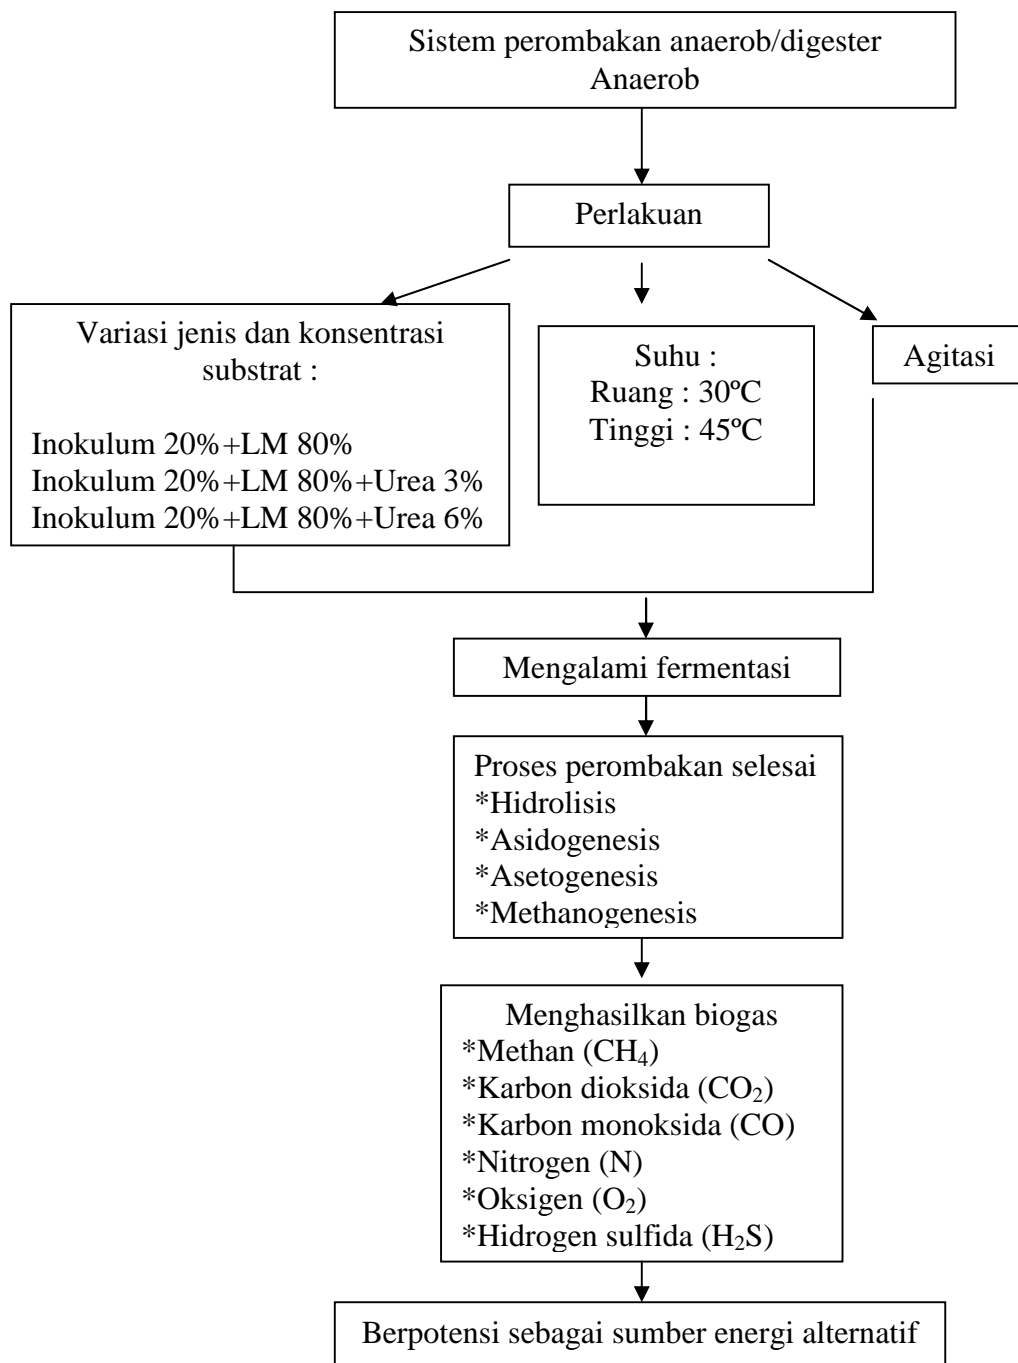 Sistem perombakan anaerob/digester
Anaerob
Perlakuan
Variasi jenis dan konsentrasi
substrat :
Inokulum 20%+LM 80%
Inokulum 20%+LM 80%+Urea 3%
Inokulum 20%+LM 80%+Urea 6%
Suhu :
Ruang : 30ºC
Tinggi : 45ºC
Agitasi
Mengalami fermentasi
Proses perombakan selesai
*Hidrolisis
*Asidogenesis
*Asetogenesis
*Methanogenesis
Menghasilkan biogas
*Methan (CH₄)
*Karbon dioksida (CO₂)
*Karbon monoksida (CO)
*Nitrogen (N)
*Oksigen (O₂)
*Hidrogen sulfida (H₂S)
Berpotensi sebagai sumber energi alternatif